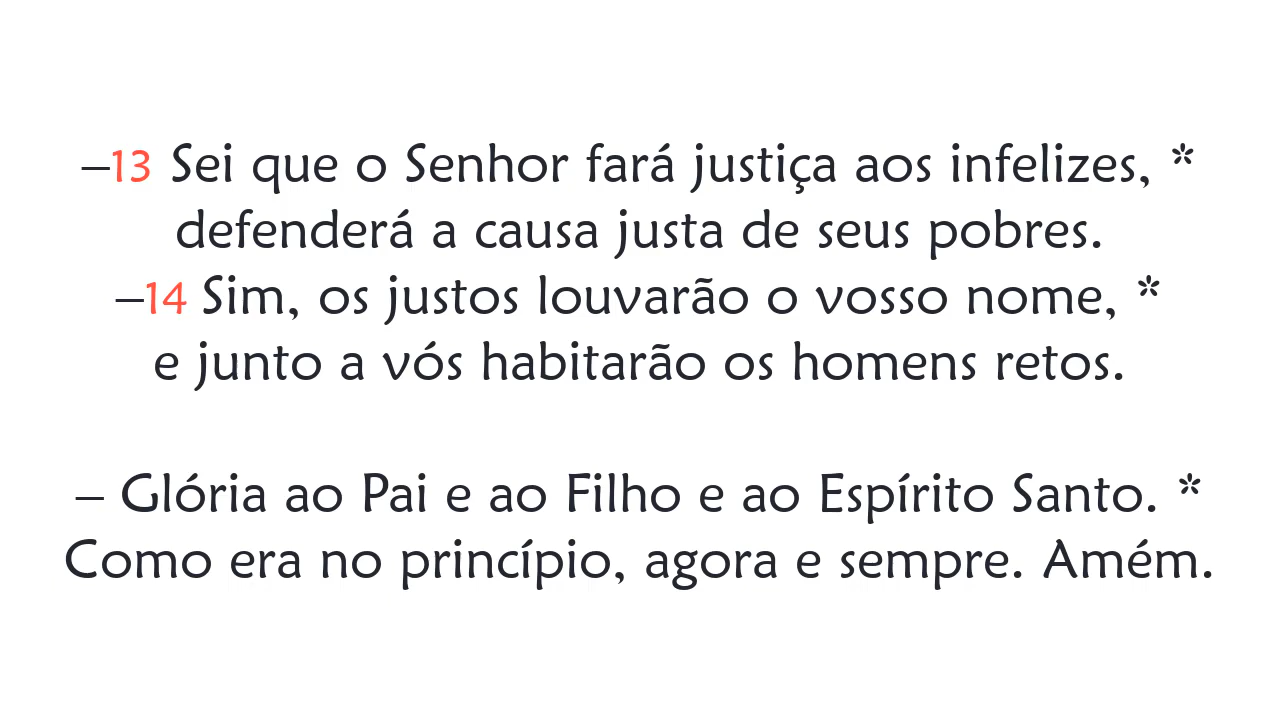 –13 Sei que o Senhor fará justiça aos infelizes, *
defenderá a causa justa de seus pobres.
–14 Sim, os justos louvarão o vosso nome, *
e junto a vós habitarão os homens retos.
– Glória ao Pai e ao Filho e ao Espírito Santo. *
Como era no princípio, agora e sempre. Amém.